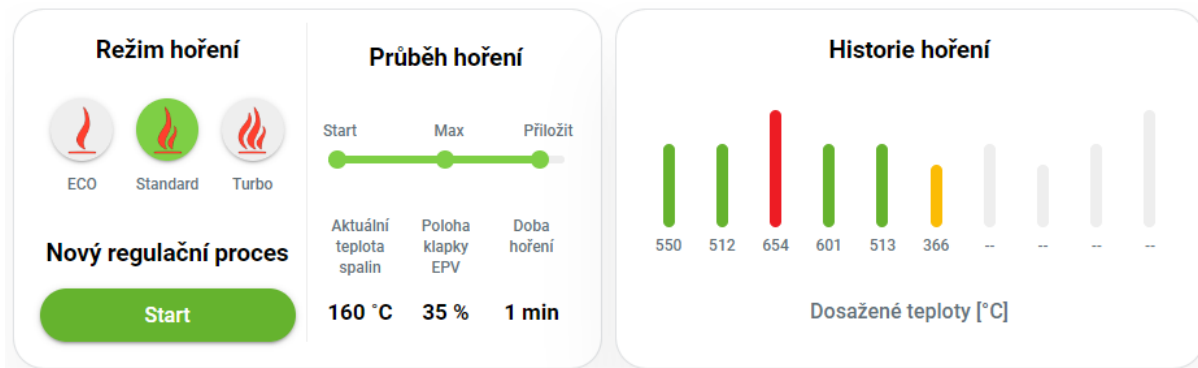 Režim hoření
ECO Standard Turbo
Nový regulační proces
Start
Průběh hoření
Start Max Přiložit
Aktuální teplota spalin
Poloha klapky EPV
Doba hoření
160 °C 35 % 1 min
Historie hoření
550 512 654 601 513 366 -- -- -- --
Dosažené teploty [°C]